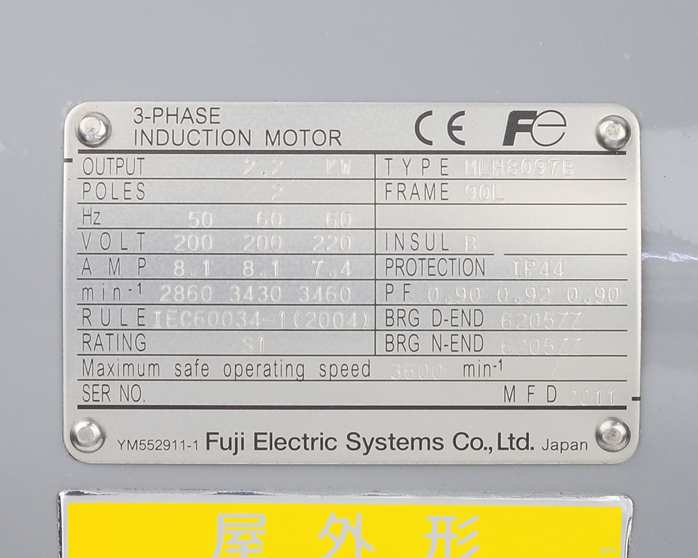 3-PHASE
INDUCTION MOTOR
CE Fe
OUTPUT 2.2 KW TYPE MLH8097B
POLES 2 FRAME 90L
Hz 50 60 60
VOLT 200 200 220 INSUL B
AMP 8.1 8.1 7.4 PROTECTION IP44
min-1 2860 3430 3460 PF 0.90 0.92 0.90
RULE IEC60034-1(2004) BRG D-END 6205ZZ
RATING S1 BRG N-END 6205ZZ
Maximum safe operating speed 3600 min-1 /
SER NO. MFD 2011
YM552911-1 Fuji Electric Systems Co., Ltd. Japan
屋外形